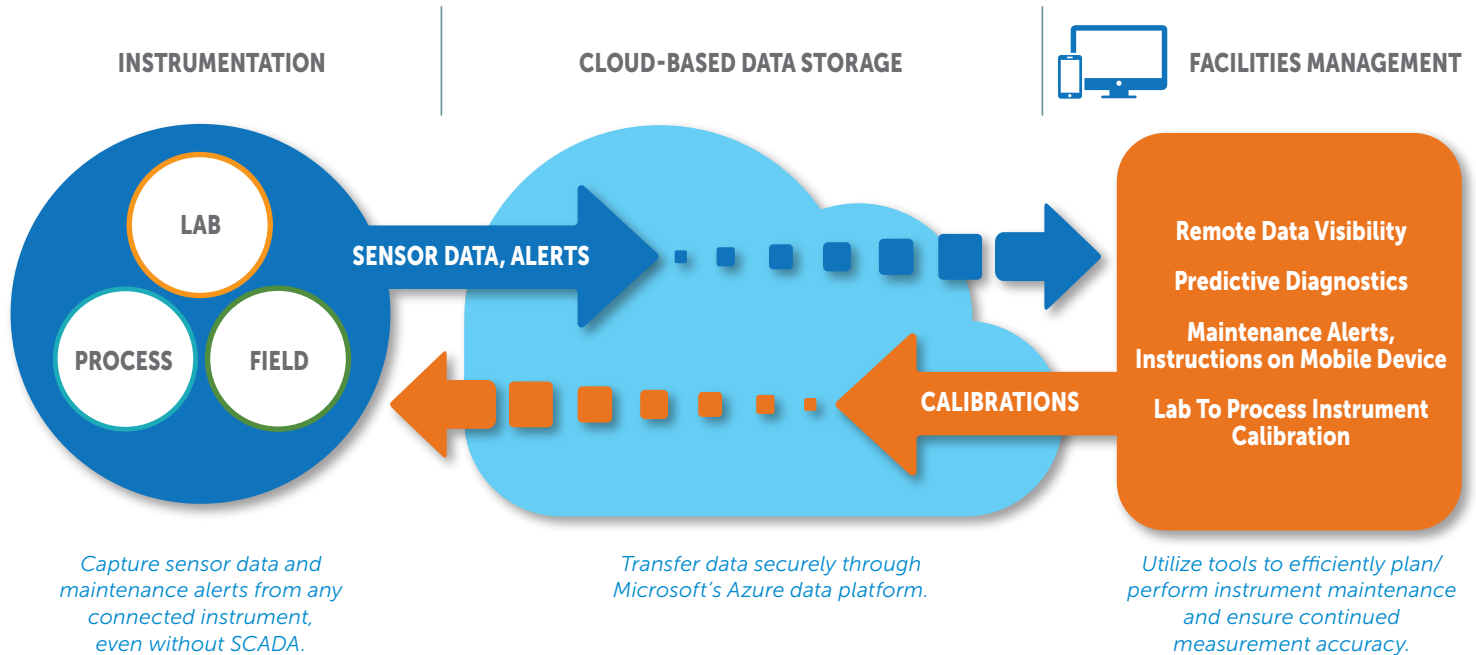 INSTRUMENTATION
CLOUD-BASED DATA STORAGE
FACILITIES MANAGEMENT
LAB
PROCESS
FIELD
SENSOR DATA, ALERTS
CALIBRATIONS
Remote Data Visibility
Predictive Diagnostics
Maintenance Alerts,
Instructions on Mobile Device
Lab To Process Instrument
Calibration
Capture sensor data and
maintenance alerts from any
connected instrument,
even without SCADA.
Transfer data securely through
Microsoft's Azure data platform.
Utilize tools to efficiently plan/
perform instrument maintenance
and ensure continued
measurement accuracy.